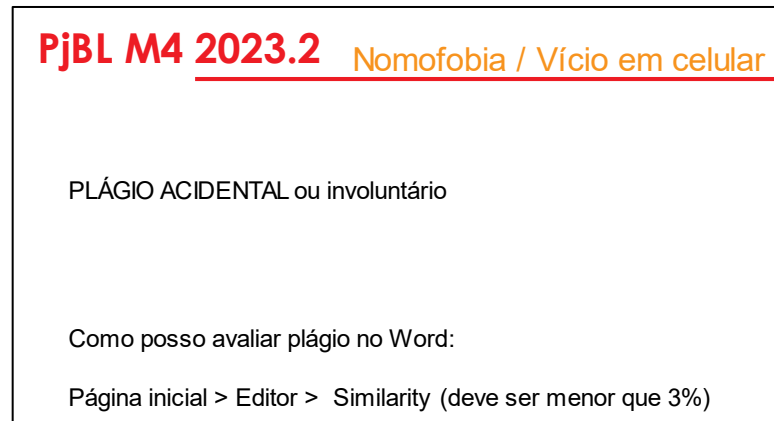 PjBL M4 2023.2 Nomofobia / Vício em celular
PLÁGIO ACIDENTAL ou involuntário
Como posso avaliar plágio no Word:
Página inicial > Editor > Similarity (deve ser menor que 3%)